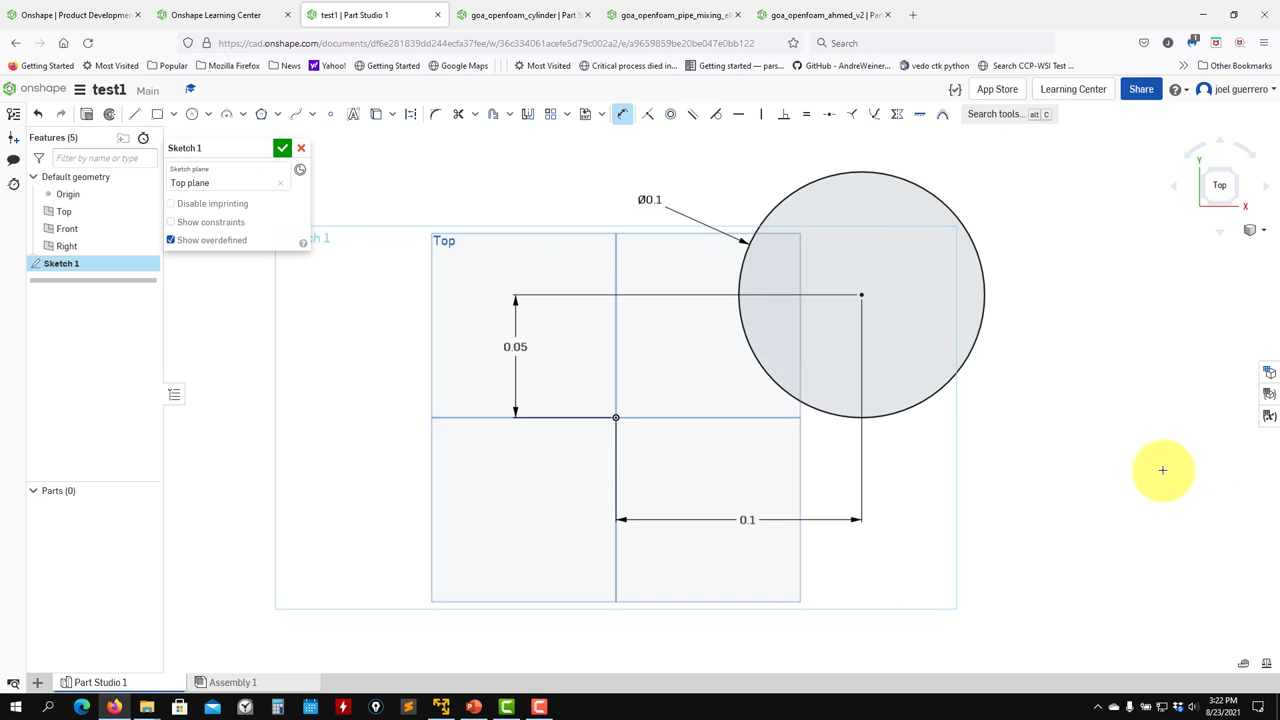 Onshape | Product Developmen
Onshape Learning Center
test1 | Part Studio 1
goa_openfoam_cylinder | Part S
goa_openfoam_pipe_mixing_el
goa_openfoam_ahmed_v2 | Par
https://cad.onshape.com/documents/
Search
Getting Started
Most Visited
Popular
Mozilla Firefox
News
Yahoo!
Getting Started
Google Maps
Most Visited
Critical process died in...
Getting started — pars...
GitHub - AndreWeiner...
vedo ctk python
Search CCP-WSI Test ...
Other Bookmarks
onshape
test1
Main
App Store
Learning Center
Share
joel guerrero
Search tools...
alt
C
Features (5)
Filter by name or type
Default geometry
Origin
Top
Front
Right
Sketch 1
Parts (0)
Sketch 1
Sketch plane
Top plane
Disable imprinting
Show constraints
Show overdefined
ch 1
Top
Ø0.1
0.05
0.1
Y
Top
X
Part Studio 1
Assembly 1
3:22 PM
8/23/2021